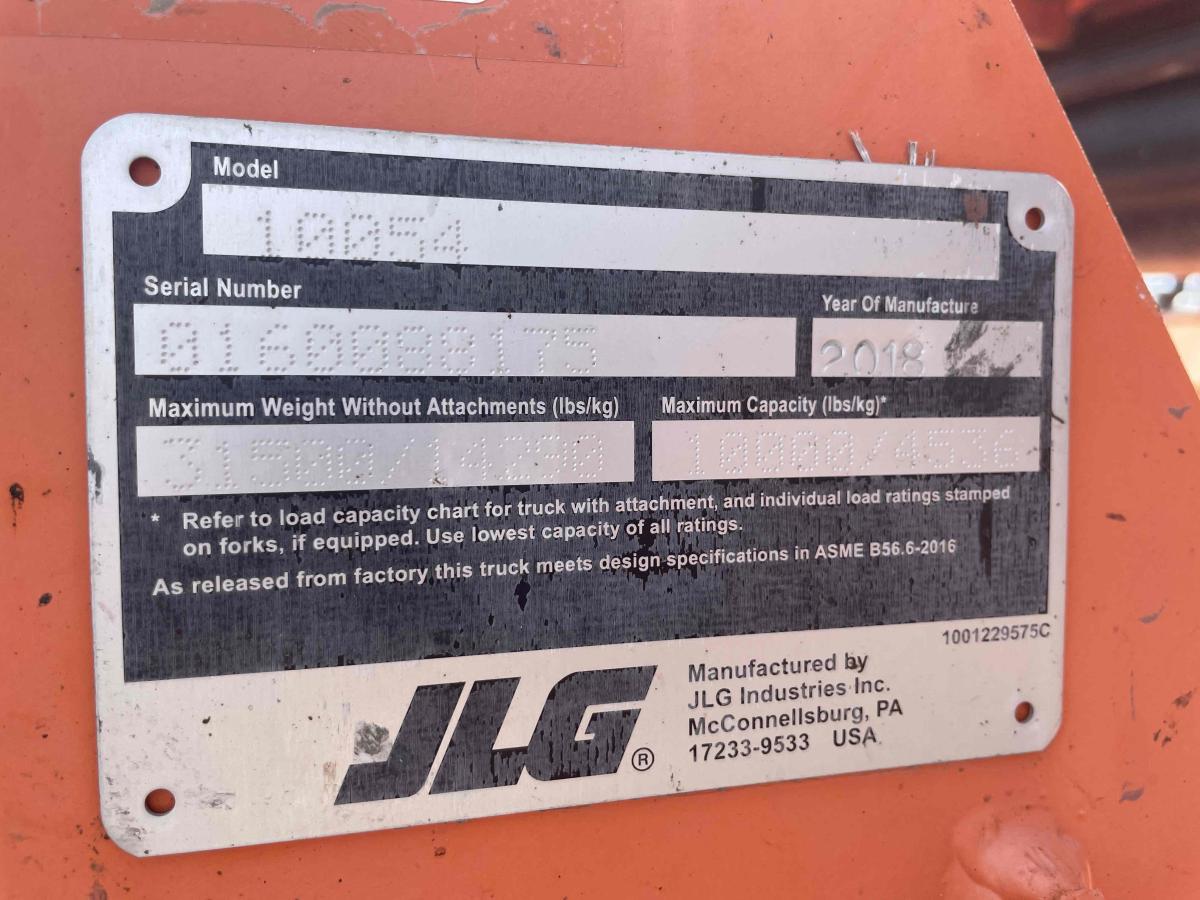 Model
10054
Serial Number
0160089175
Year Of Manufacture
2018
Maximum Weight Without Attachments (lbs/kg)
31500/14290
Maximum Capacity (lbs/kg)*
10000/4536
* Refer to load capacity chart for truck with attachment, and individual load ratings stamped
on forks, if equipped. Use lowest capacity of all ratings.
As released from factory this truck meets design specifications in ASME B56.6-2016
1001229575C
JLG®
Manufactured by
JLG Industries Inc.
McConnellsburg, PA
17233-9533 USA